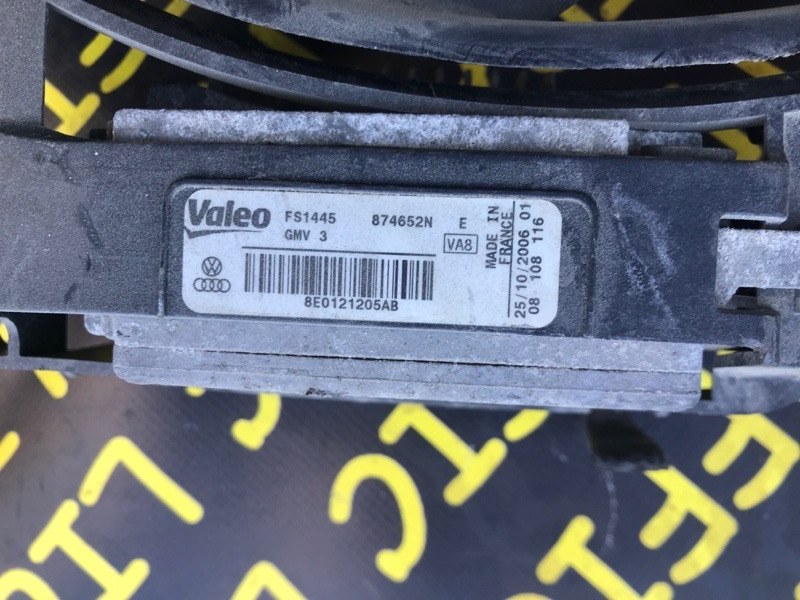 Valeo FS1445 874652N E
GMV 3 VA8
8E0121205AB
MADE IN
FRANCE
25/10/2006 01
08 108 116